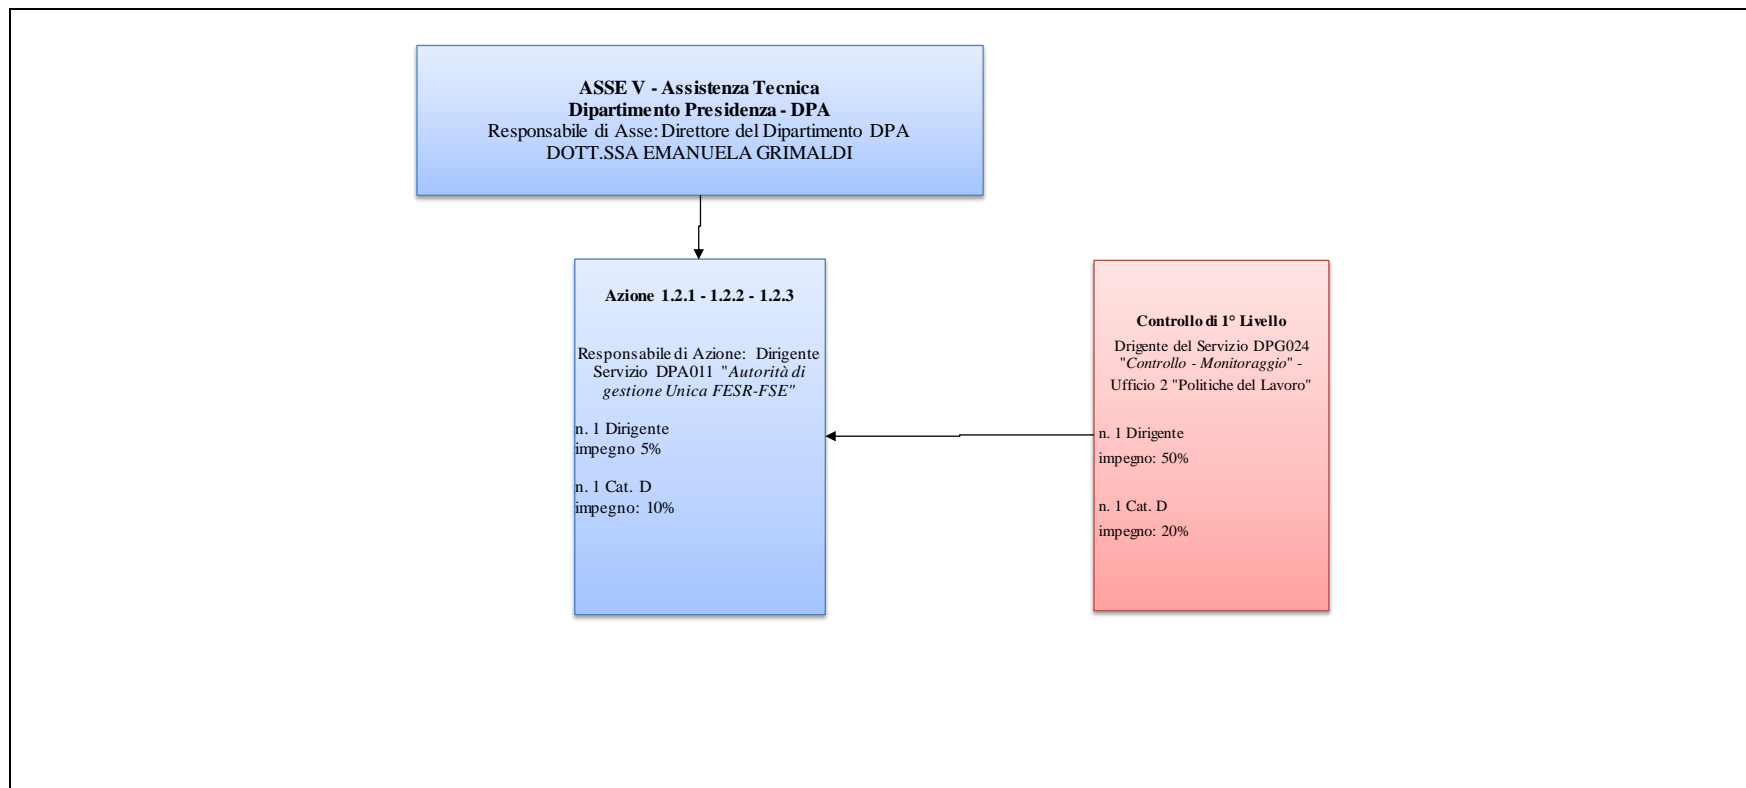 ASSE V - Assistenza Tecnica
Dipartimento Presidenza - DPA
Responsabile di Asse: Direttore del Dipartimento DPA
DOTT.SSA EMANUELA GRIMALDI
Azione 1.2.1 - 1.2.2 - 1.2.3
Responsabile di Azione: Dirigente
Servizio DPA011 "Autorità di
gestione Unica FESR-FSE"
n. 1 Dirigente
impegno 5%
n. 1 Cat. D
impegno: 10%
Controllo di 1° Livello
Drigente del Servizio DPG024
"Controllo - Monitoraggio" -
Ufficio 2 "Politiche del Lavoro"
n. 1 Dirigente
impegno: 50%
n. 1 Cat. D
impegno: 20%